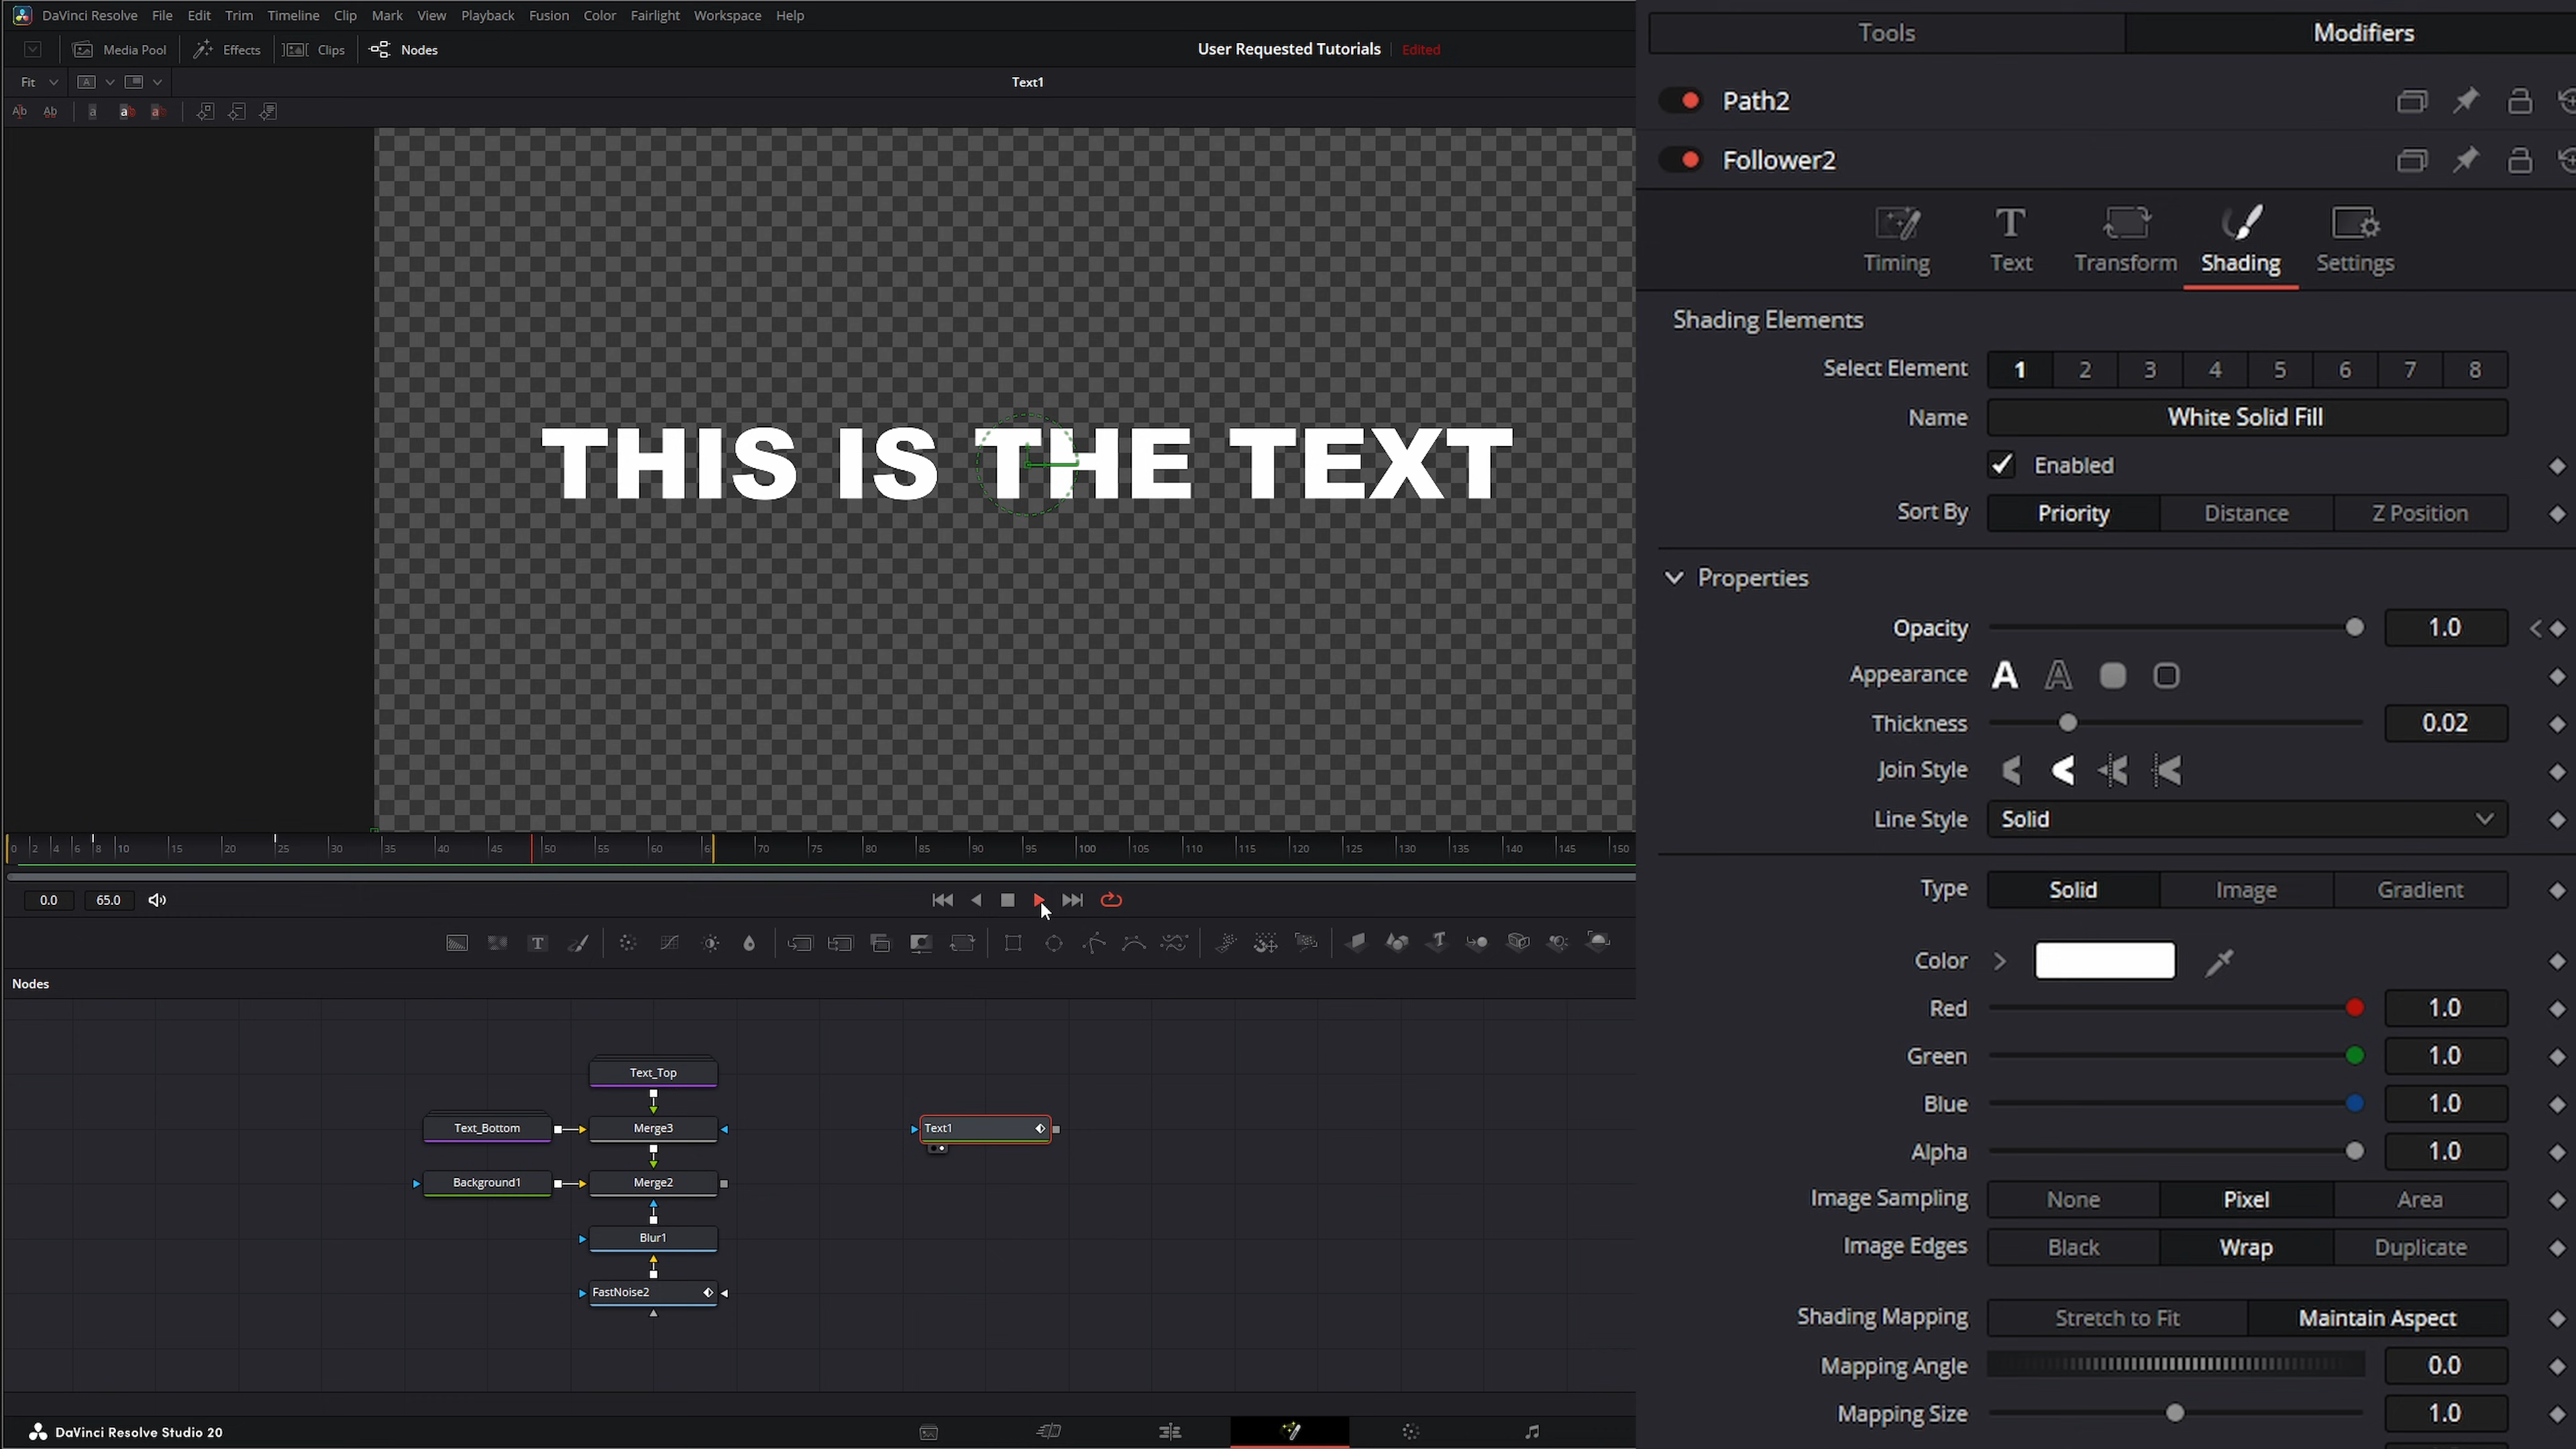 DaVinci Resolve File Edit Trim Timeline Clip Mark View Playback Fusion Color Fairlight Workspace Help
Media Pool Effects Clips Nodes User Requested Tutorials Edited
Fit Text1
THIS IS THE TEXT
0 2 4 6 8 10 15 20 25 30 35 40 45 50 55 60 70 75 80 85 90 95 100 105 110 115 120 125 130 135 140 145 150
0.0 65.0
Nodes
Text_Top
Text_Bottom Merge3 Text1
Background1 Merge2
Blur1
FastNoise2
DaVinci Resolve Studio 20
Tools Modifiers
Path2
Follower2
Timing Text Transform Shading Settings
Shading Elements
Select Element 1 2 3 4 5 6 7 8
Name White Solid Fill
Enabled
Sort By Priority Distance Z Position
Properties
Opacity 1.0
Appearance
Thickness 0.02
Join Style
Line Style Solid
Type Solid Image Gradient
Color
Red 1.0
Green 1.0
Blue 1.0
Alpha 1.0
Image Sampling None Pixel Area
Image Edges Black Wrap Duplicate
Shading Mapping Stretch to Fit Maintain Aspect
Mapping Angle 0.0
Mapping Size 1.0